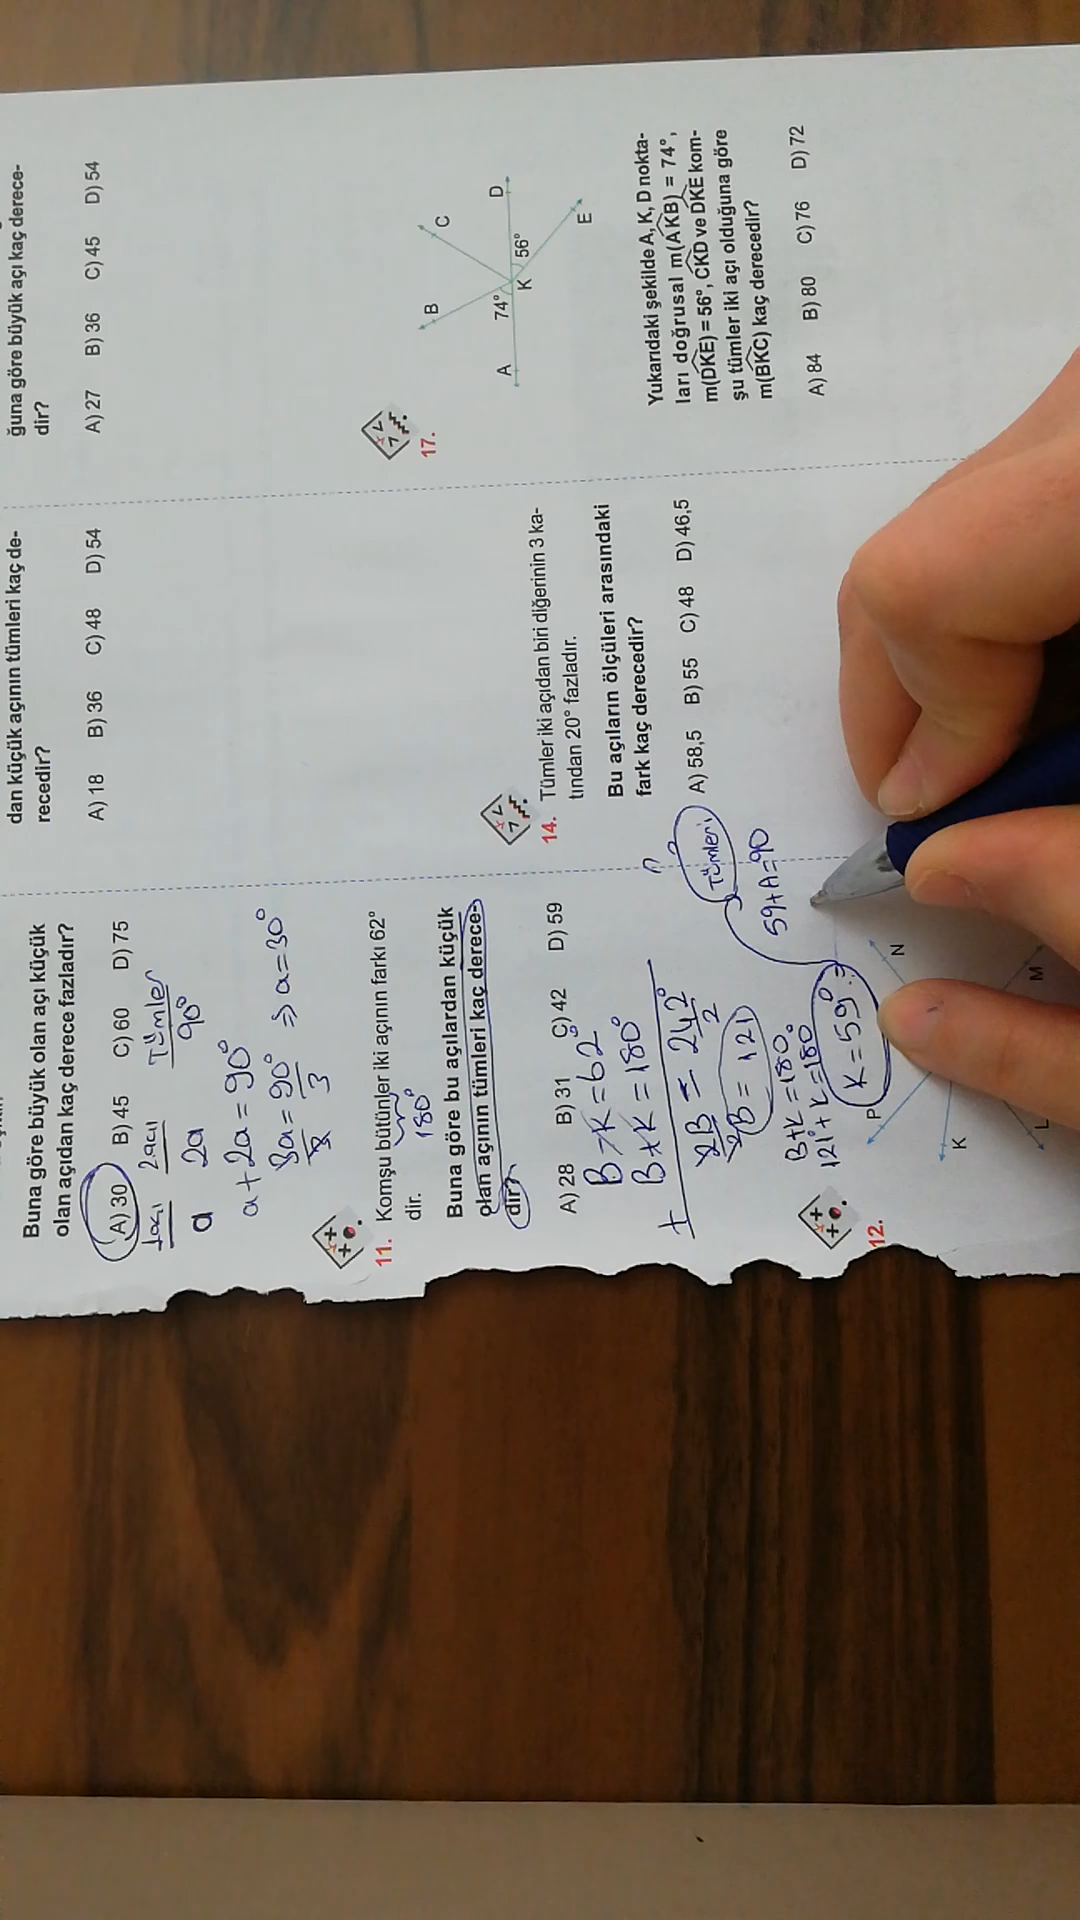 Buna göre büyük olan açı küçük
olan açıdan kaç derece fazladır?
A) 30 B) 45 C) 60 D) 75
1açı 2açı Tümler
a 2a 90°
a+2a=90°
3a=90° ⇒ a=30°
3 3
11. Komşu bütünler iki açının farkı 62°
dir.
180°
Buna göre bu açılardan küçük
olan açının tümleri kaç derece-
dir?
A) 28 B) 31 C) 42 D) 59
B-K=62°
B+K=180°
+
2B = 242°
2 2
B = 121
B+K=180°
121+K=180
K=59°
Tümleri
?
59+A=90
12.
P
N
K
L
M
dan küçük açının tümleri kaç de-
recedir?
A) 18 B) 36 C) 48 D) 54
14. Tümler iki açıdan biri diğerinin 3 ka-
tından 20° fazladır.
Bu açıların ölçüleri arasındaki
fark kaç derecedir?
A) 58,5 B) 55 C) 48 D) 46,5
ğuna göre büyük açı kaç derece-
dir?
A) 27 B) 36 C) 45 D) 54
17.
B
C
A
74°
K
56°
D
E
Yukarıdaki şekilde A, K, D nokta-
ları doğrusal m(AKB) = 74°,
m(DKE) = 56°, CKD ve DKE kom-
şu tümler iki açı olduğuna göre
m(BKC) kaç derecedir?
A) 84 B) 80 C) 76 D) 72